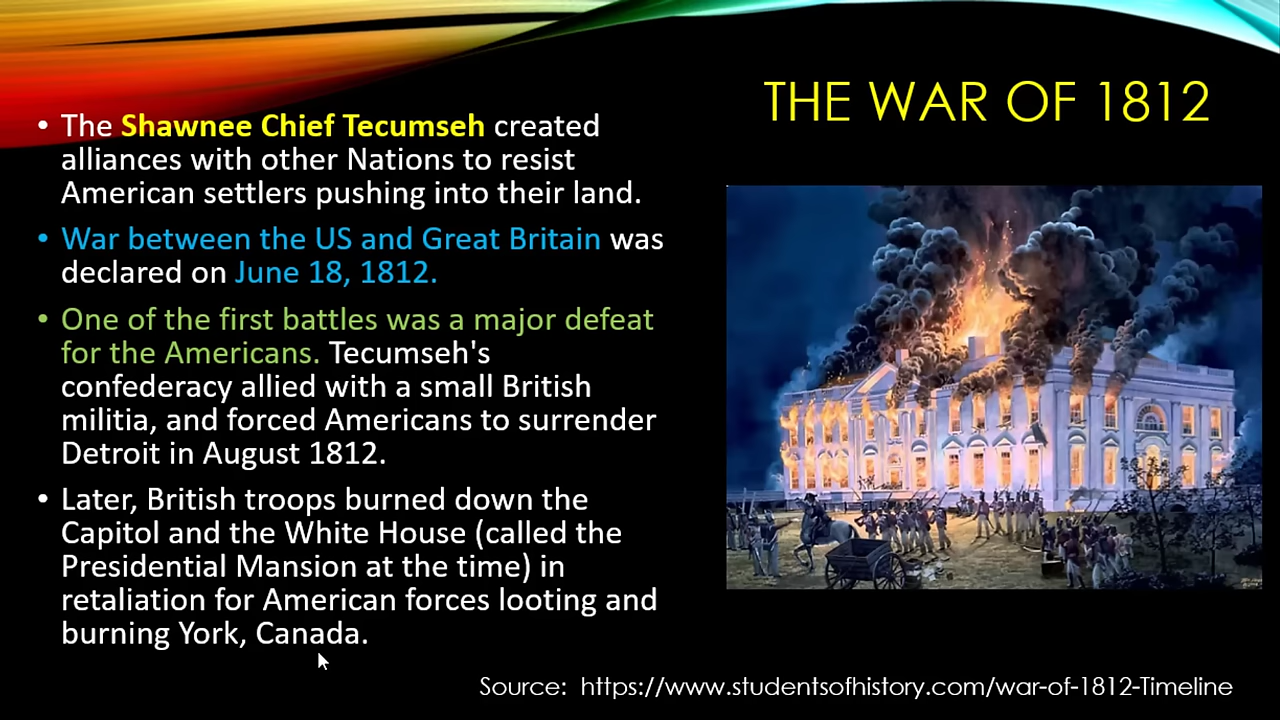 THE WAR OF 1812
• The Shawnee Chief Tecumseh created
alliances with other Nations to resist
American settlers pushing into their land.
• War between the US and Great Britain was
declared on June 18, 1812.
• One of the first battles was a major defeat
for the Americans. Tecumseh's
confederacy allied with a small British
militia, and forced Americans to surrender
Detroit in August 1812.
• Later, British troops burned down the
Capitol and the White House (called the
Presidential Mansion at the time) in
retaliation for American forces looting and
burning York, Canada.
Source: https://www.studentsofhistory.com/war-of-1812-Timeline